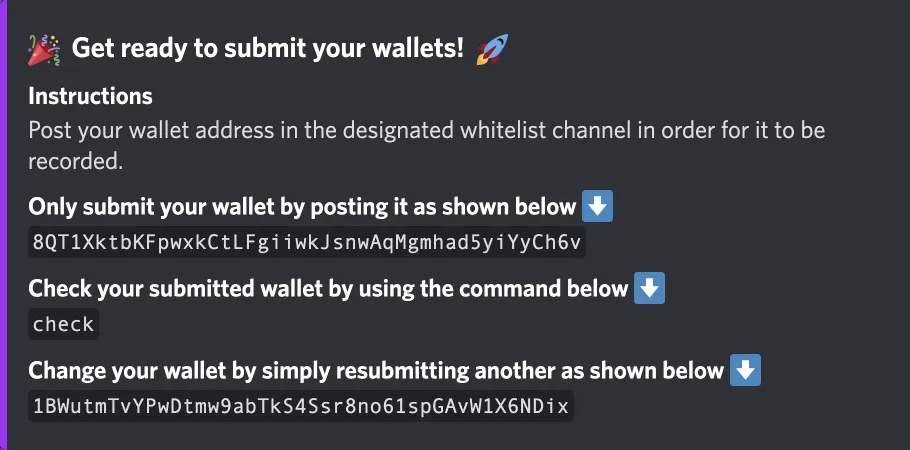 🎉 Get ready to submit your wallets! 🚀
Instructions
Post your wallet address in the designated whitelist channel in order for it to be
recorded.
Only submit your wallet by posting it as shown below ⬇️
8QT1XktbKFpwxkCtLFgiiwkJsnwAqMgmhad5yiYyCh6v
Check your submitted wallet by using the command below ⬇️
check
Change your wallet by simply resubmitting another as shown below ⬇️
1BWutmTvYPwDtmw9abTkS4Ssr8no61spGAvW1X6NDix